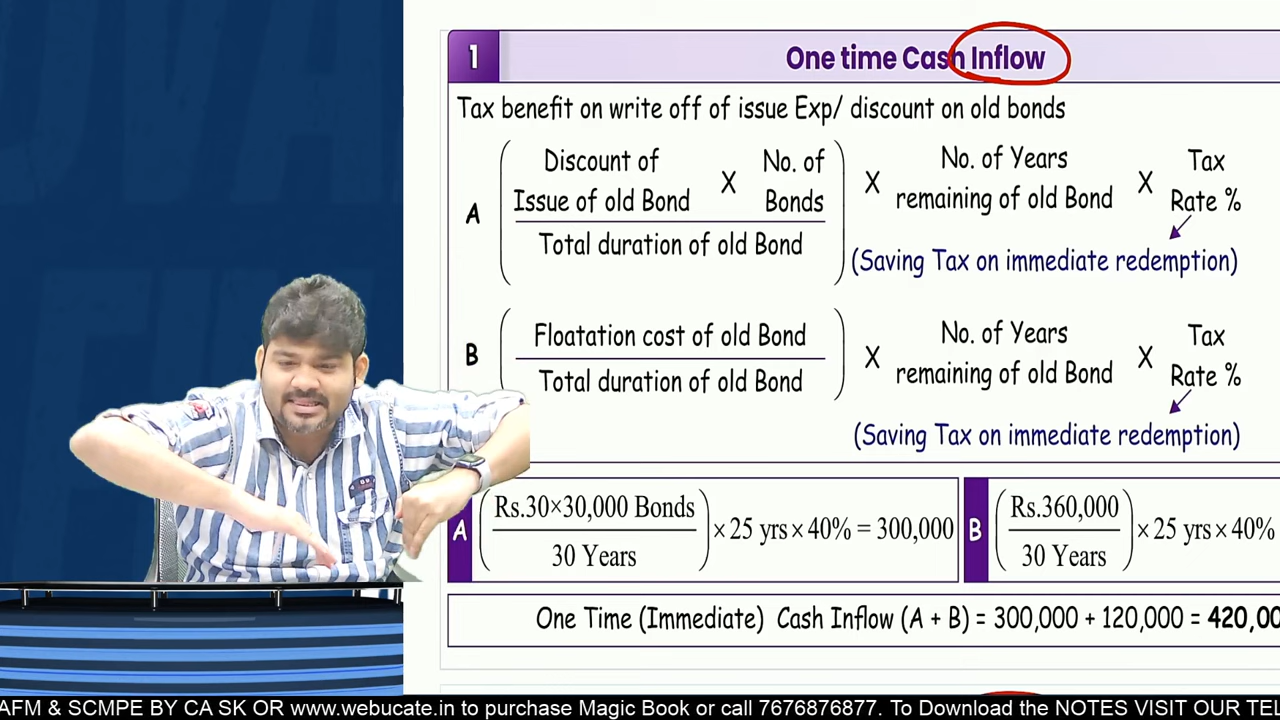 1
One time Cash Inflow
Tax benefit on write off of issue Exp/ discount on old bonds
A
Discount of Issue of old Bond X No. of Bonds
Total duration of old Bond
X No. of Years remaining of old Bond X Tax Rate %
(Saving Tax on immediate redemption)
B
Floatation cost of old Bond
Total duration of old Bond
X No. of Years remaining of old Bond X Tax Rate %
(Saving Tax on immediate redemption)
A (Rs.30×30,000 Bonds / 30 Years) × 25 yrs × 40% = 300,000
B (Rs.360,000 / 30 Years) × 25 yrs × 40%
One Time (Immediate) Cash Inflow (A + B) = 300,000 + 120,000 = 420,00
AFM & SCMPE BY CA SK OR www.webucate.in to purchase Magic Book or call 7676876877. To Download the NOTES VISIT OUR TEL